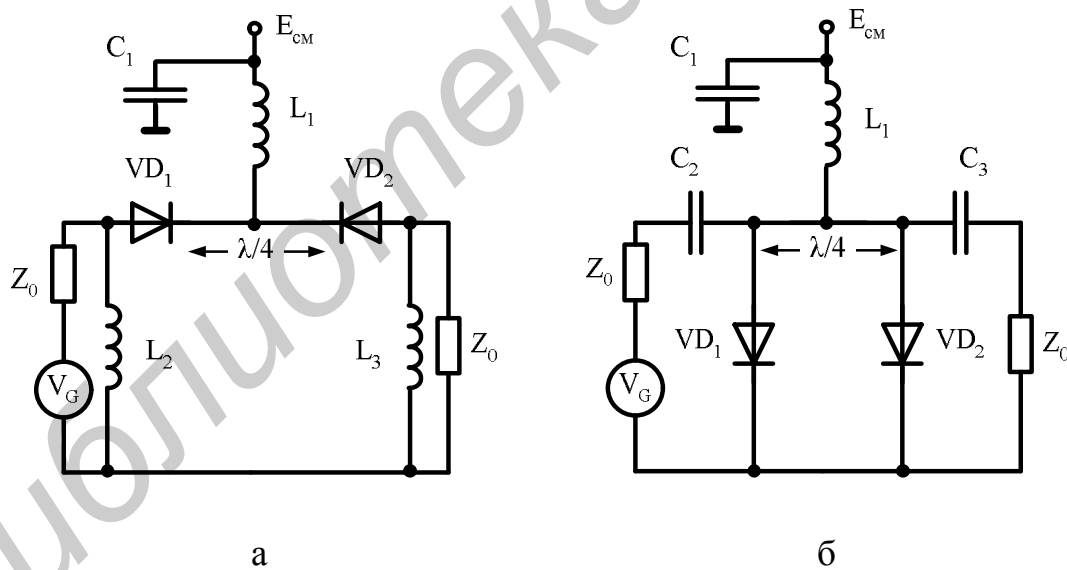 E_см
C_1
L_1
VD_1
VD_2
λ/4
Z_0
L_2
L_3
Z_0
V_G
а
E_см
C_1
L_1
C_2
C_3
λ/4
Z_0
VD_1
VD_2
Z_0
V_G
б
иблиотека